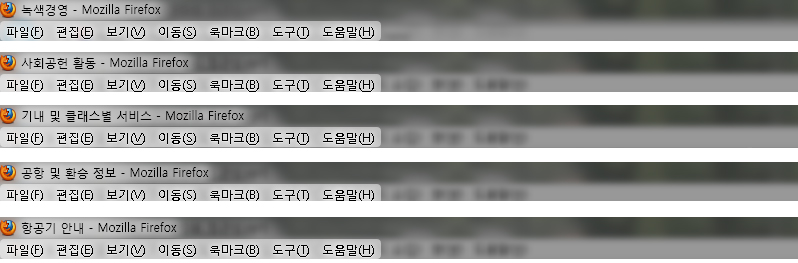 녹색경영 - Mozilla Firefox
파일(F) 편집(E) 보기(V) 이동(S) 북마크(B) 도구(T) 도움말(H)
사회공헌 활동 - Mozilla Firefox
파일(F) 편집(E) 보기(V) 이동(S) 북마크(B) 도구(T) 도움말(H)
기내 및 클래스별 서비스 - Mozilla Firefox
파일(F) 편집(E) 보기(V) 이동(S) 북마크(B) 도구(T) 도움말(H)
공항 및 환승 정보 - Mozilla Firefox
파일(F) 편집(E) 보기(V) 이동(S) 북마크(B) 도구(T) 도움말(H)
항공기 안내 - Mozilla Firefox
파일(F) 편집(E) 보기(V) 이동(S) 북마크(B) 도구(T) 도움말(H)